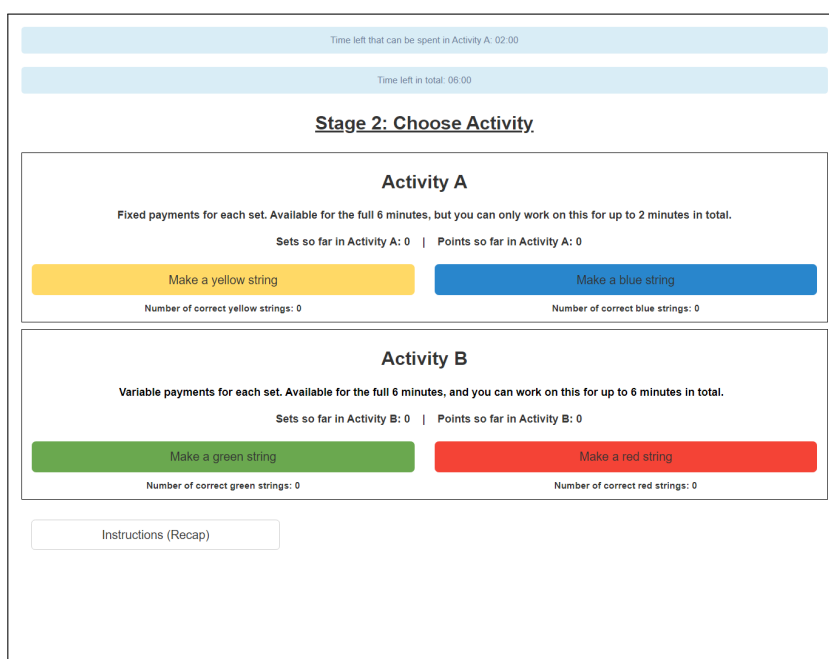 Time left that can be spent in Activity A: 02:00
Time left in total: 06:00
Stage 2: Choose Activity
Activity A
Fixed payments for each set. Available for the full 6 minutes, but you can only work on this for up to 2 minutes in total.
Sets so far in Activity A: 0 | Points so far in Activity A: 0
Make a yellow string
Make a blue string
Number of correct yellow strings: 0
Number of correct blue strings: 0
Activity B
Variable payments for each set. Available for the full 6 minutes, and you can work on this for up to 6 minutes in total.
Sets so far in Activity B: 0 | Points so far in Activity B: 0
Make a green string
Make a red string
Number of correct green strings: 0
Number of correct red strings: 0
Instructions (Recap)